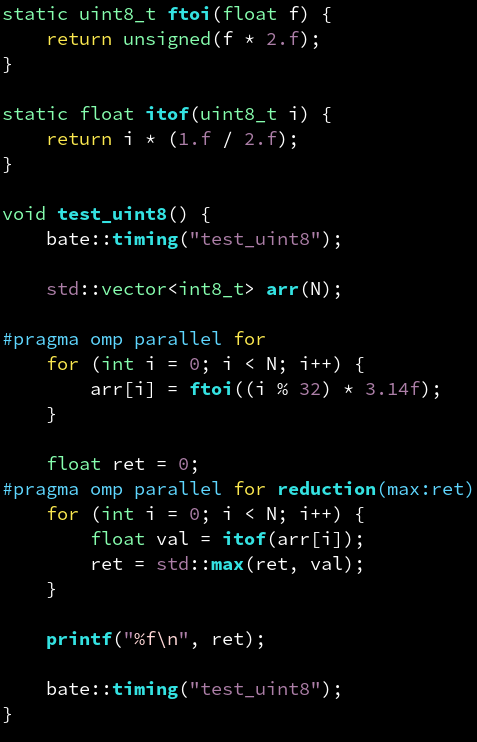 static uint8_t ftoi(float f) {
    return unsigned(f * 2.f);
}

static float itof(uint8_t i) {
    return i * (1.f / 2.f);
}

void test_uint8() {
    bate::timing("test_uint8");

    std::vector<int8_t> arr(N);

#pragma omp parallel for
    for (int i = 0; i < N; i++) {
        arr[i] = ftoi((i % 32) * 3.14f);
    }

    float ret = 0;
#pragma omp parallel for reduction(max:ret)
    for (int i = 0; i < N; i++) {
        float val = itof(arr[i]);
        ret = std::max(ret, val);
    }

    printf("%f\n", ret);

    bate::timing("test_uint8");
}